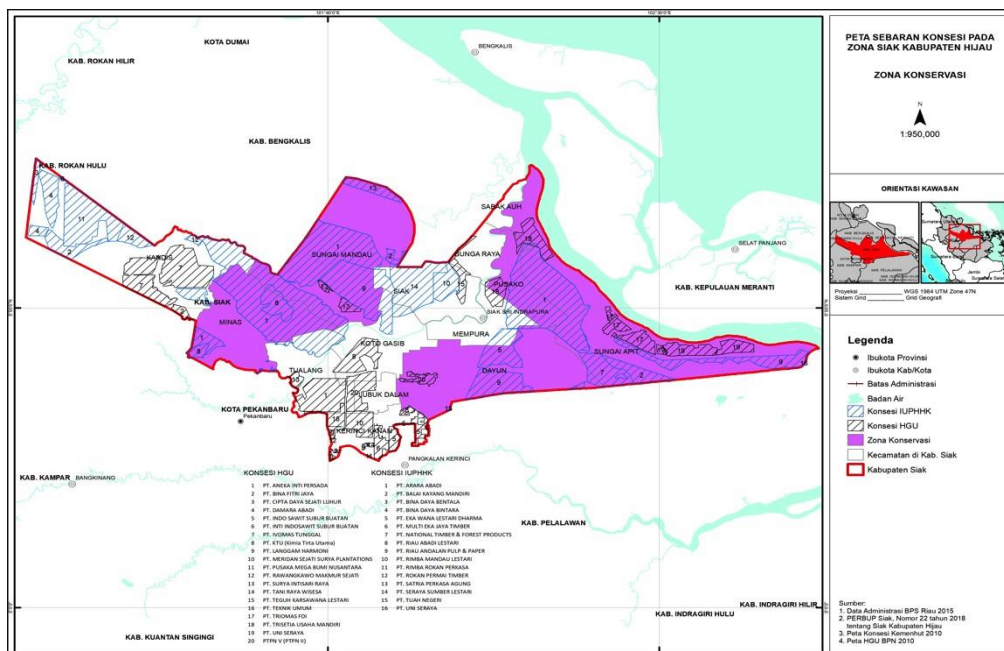 PETA SEBARAN KONSESI PADA
ZONA SIAK KABUPATEN HIJAU
ZONA KONSERVASI
N
1:950,000
ORIENTASI KAWASAN
Proyeksi WGS 1984 UTM Zone 47N
Sistem Grid Grid Geografi
Legenda
Ibukota Provinsi
Ibukota Kab/Kota
Batas Administrasi
Badan Air
Konsesi IUPHHK
Konsesi HGU
Zona Konservasi
Kecamatan di Kab. Siak
Kabupaten Siak
Sumber:
1. Data Administrasi BPS Riau 2015
2. PERBUP Siak, Nomor 22 tahun 2018
tentang Siak Kabupaten Hijau
3. Peta Konsesi Kemenhut 2010
4. Peta HGU BPN 2010
KOTA DUMAI
KAB. ROKAN HILIR
BENGKALIS
KAB. BENGKALIS
KAB. ROKAN HULU
SABAK AUH
SUNGAI MANDAU
BUNGA RAYA
SELAT PANJANG
KANDIS
SIAK
PUSAKO
KAB. KEPULAUAN MERANTI
KAB. SIAK
SIAK SRI INDRAPURA
MINAS
MEMPURA
KOTO GASIB
SUNGAI APIT
TUALANG
DAYUN
LUBUK DALAM
KOTA PEKANBARU
Pekanbaru
KERINCI KANAN
PANGKALAN KERINCI
KAB. KAMPAR
BANGKINANG
KAB. PELALAWAN
KAB. INDRAGIRI HILIR
KAB. INDRAGIRI HULU
KAB. KUANTAN SINGINGI
KONSESI HGU
1 PT. ANEKA INTI PERSADA
2 PT. BINA FITRI JAYA
3 PT. CIPTA DAYA SEJATI LUHUR
4 PT. DAMARA ABADI
5 PT. INDO SAWIT SUBUR BUATAN
6 PT. INTI INDOSAWIT SUBUR BUATAN
7 PT. IVOMAS TUNGGAL
8 PT. KTU (Kimia Tirta Utama)
9 PT. LANGGAM HARMONI
10 PT. MERIDAN SEJATI SURYA PLANTATIONS
11 PT. PUSAKA MEGA BUMI NUSANTARA
12 PT. RAWANGKAWO MAKMUR SEJATI
13 PT. SURYA INTISARI RAYA
14 PT. TANI RAYA WISESA
15 PT. TEGUH KARSAWANA LESTARI
16 PT. TEKNIK UMUM
17 PT. TRIOMAS FDI
18 PT. TRISETIA USAHA MANDIRI
19 PT. UNI SERAYA
20 PTPN V (PTPN II)
KONSESI IUPHHK
1 PT. ARARA ABADI
2 PT. BALAI KAYANG MANDIRI
3 PT. BINA DAYA BENTALA
4 PT. BINA DAYA BINTARA
5 PT. EKA WANA LESTARI DHARMA
6 PT. MULTI EKA JAYA TIMBER
7 PT. NATIONAL TIMBER & FOREST PRODUCTS
8 PT. RIAU ABADI LESTARI
9 PT. RIAU ANDALAN PULP & PAPER
10 PT. RIMBA MANDAU LESTARI
11 PT. RIMBA ROKAN PERKASA
12 PT. ROKAN PERMAI TIMBER
13 PT. SATRIA PERKASA AGUNG
14 PT. SERAYA SUMBER LESTARI
15 PT. TUAH NEGERI
16 PT. UNI SERAYA